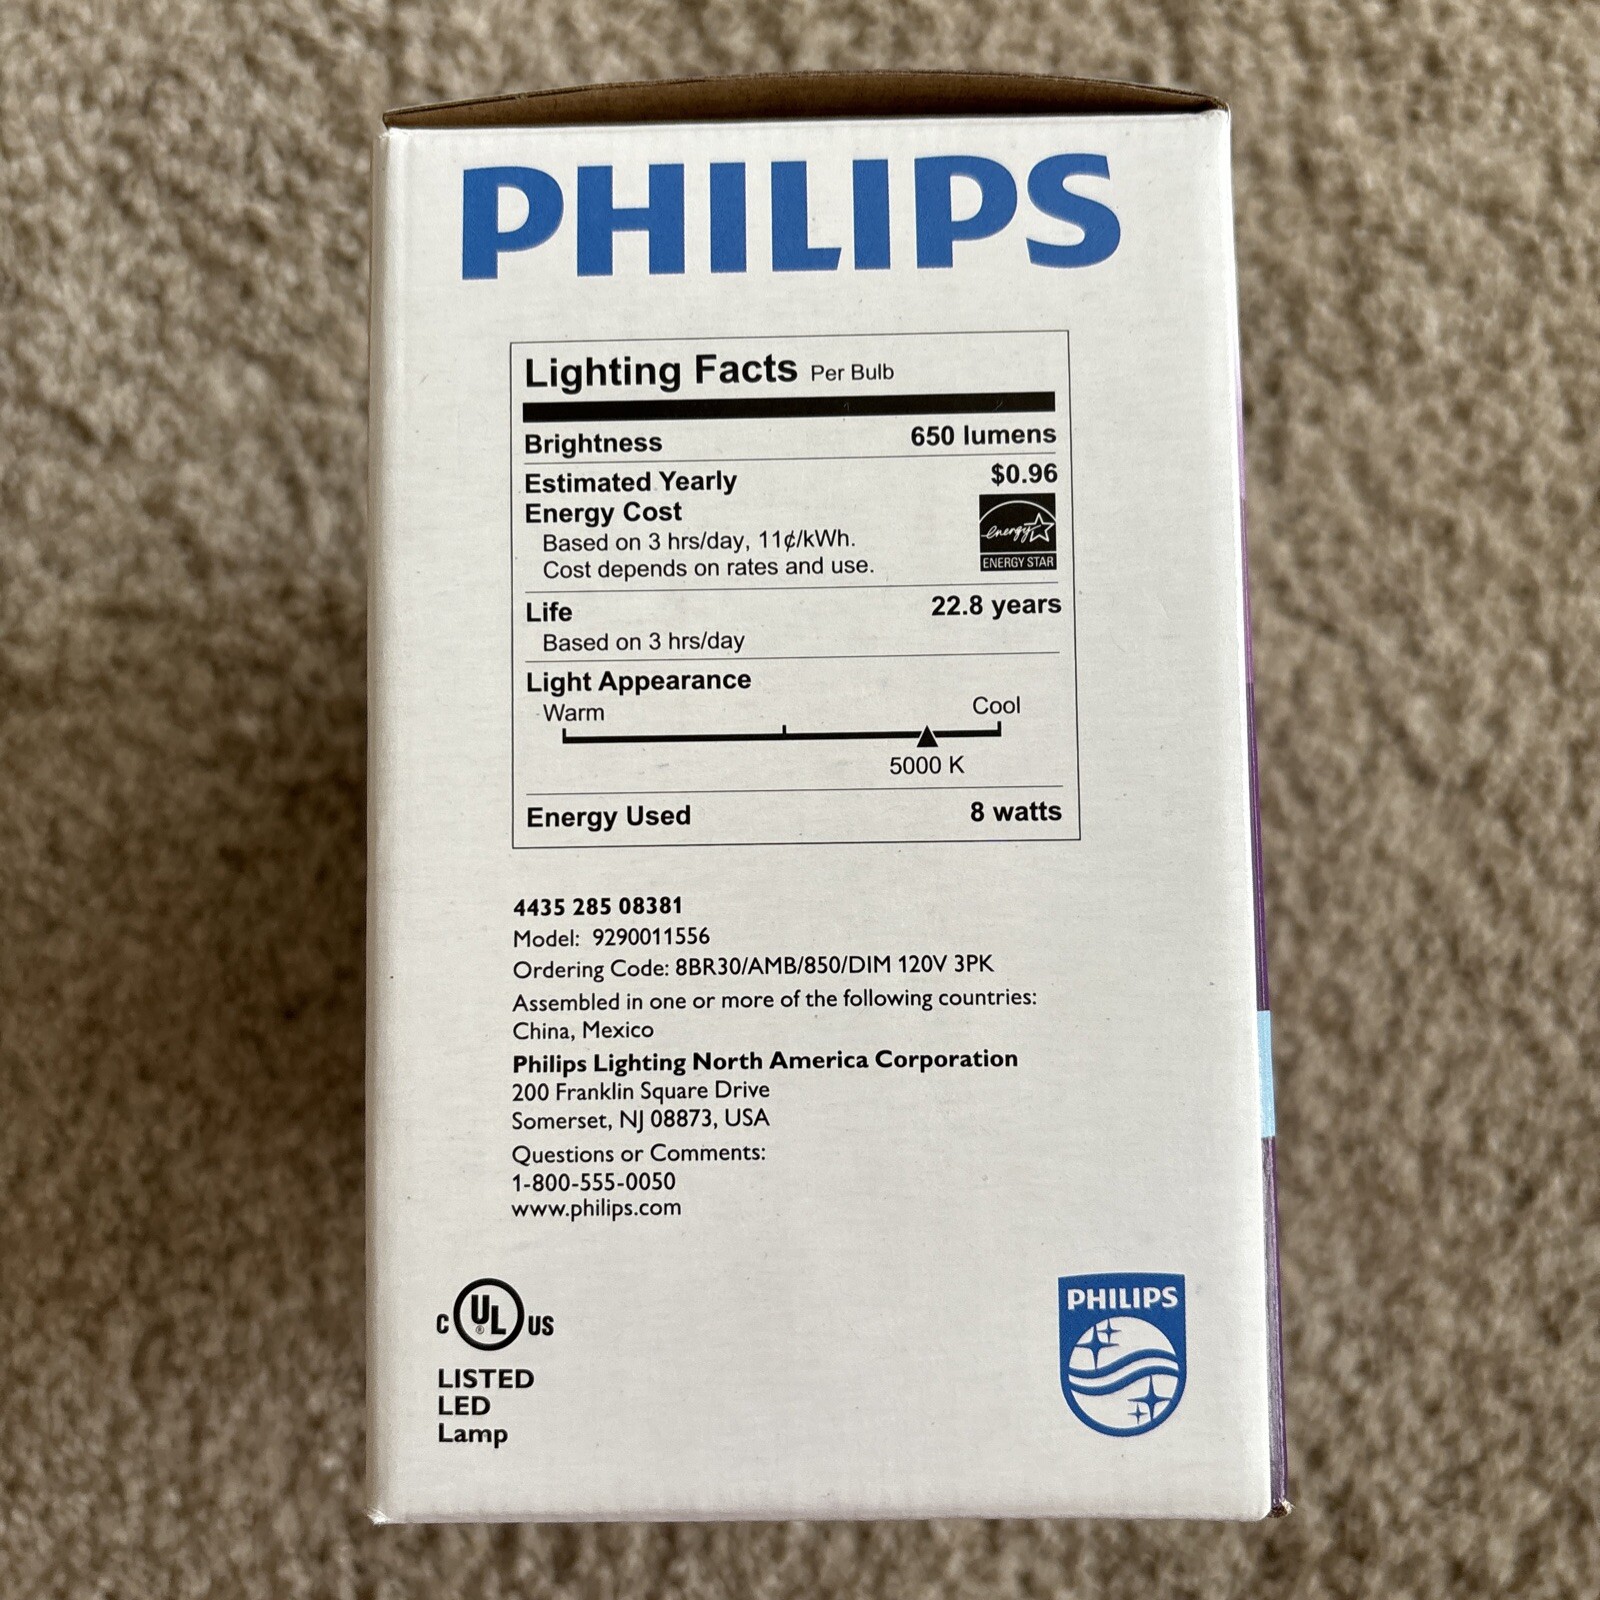 PHILIPS
Lighting Facts Per Bulb
Brightness 650 lumens
Estimated Yearly $0.96
Energy Cost
energy
Based on 3 hrs/day, 11¢/kWh.
Cost depends on rates and use.
ENERGY STAR
Life 22.8 years
Based on 3 hrs/day
Light Appearance
Warm Cool
5000 K
Energy Used 8 watts
4435 285 08381
Model: 9290011556
Ordering Code: 8BR30/AMB/850/DIM 120V 3PK
Assembled in one or more of the following countries:
China, Mexico
Philips Lighting North America Corporation
200 Franklin Square Drive
Somerset, NJ 08873, USA
Questions or Comments:
1-800-555-0050
www.philips.com
C UL® US
LISTED
LED
Lamp
PHILIPS